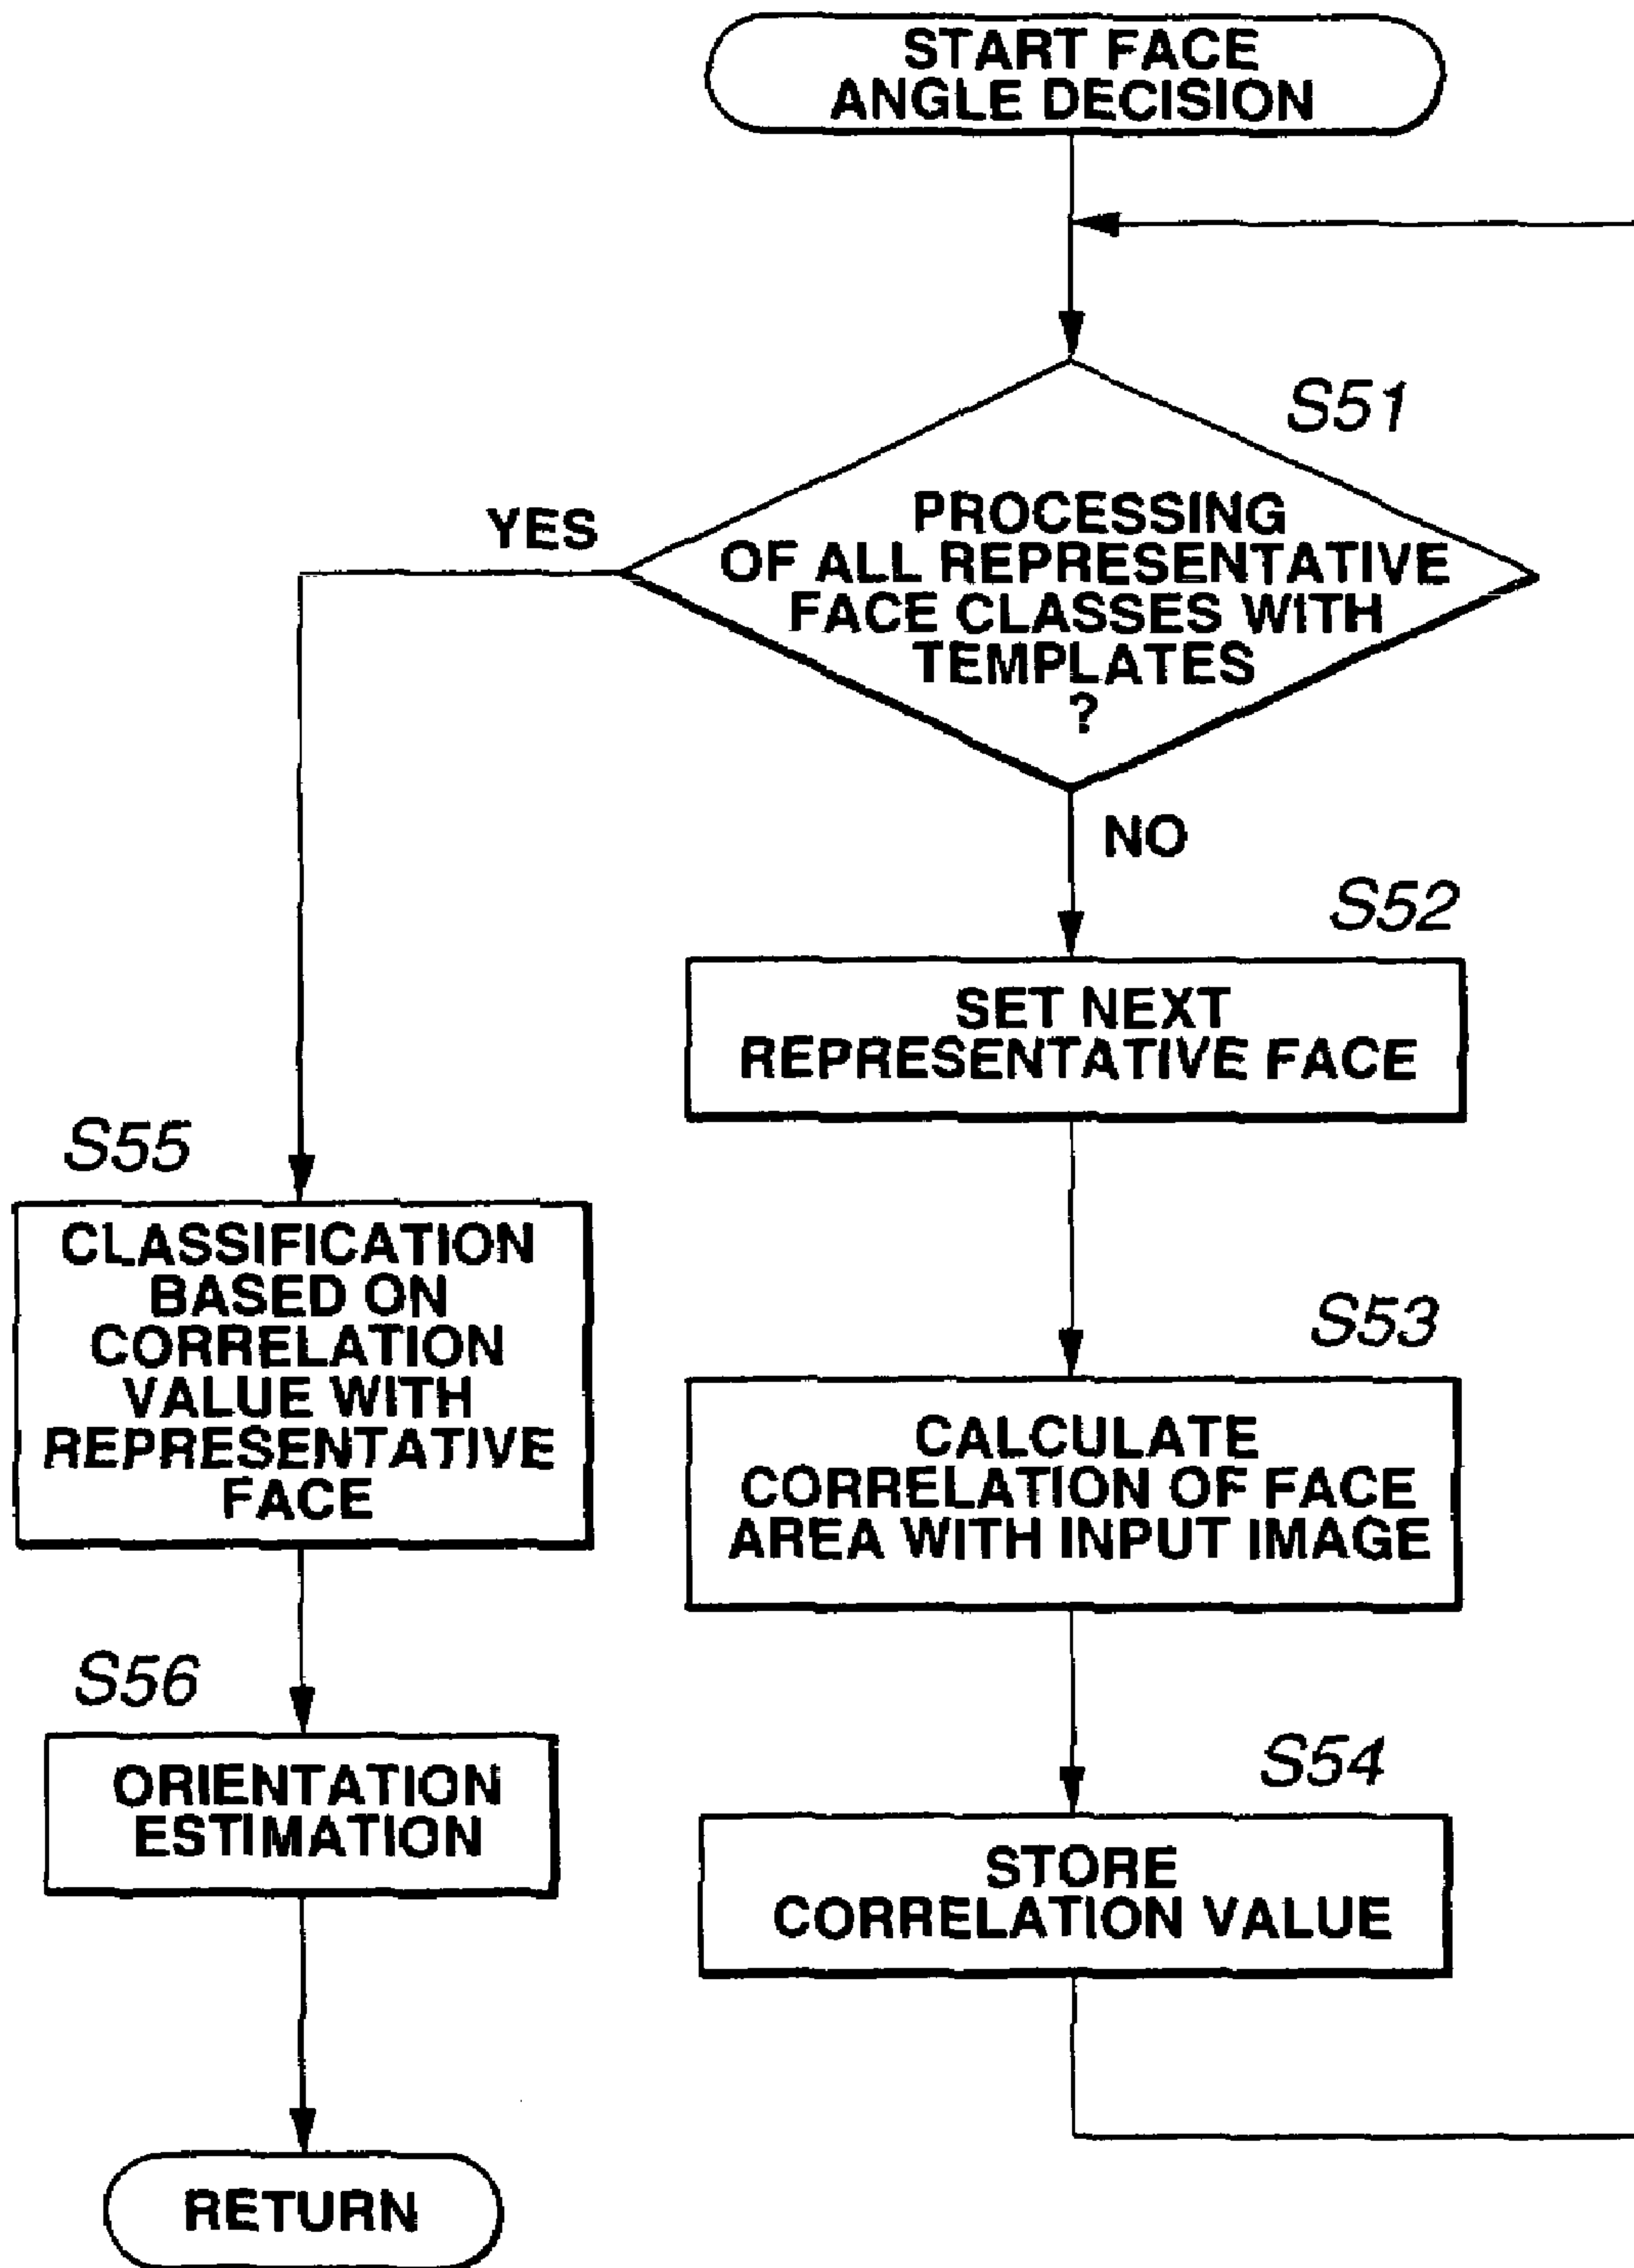 START FACE
ANGLE DECISION
S51
PROCESSING
OF ALL REPRESENTATIVE
FACE CLASSES WITH
TEMPLATES
?
YES
NO
S52
SET NEXT
REPRESENTATIVE FACE
S53
CALCULATE
CORRELATION OF FACE
AREA WITH INPUT IMAGE
S54
STORE
CORRELATION VALUE
S55
CLASSIFICATION
BASED ON
CORRELATION
VALUE WITH
REPRESENTATIVE
FACE
S56
ORIENTATION
ESTIMATION
RETURN